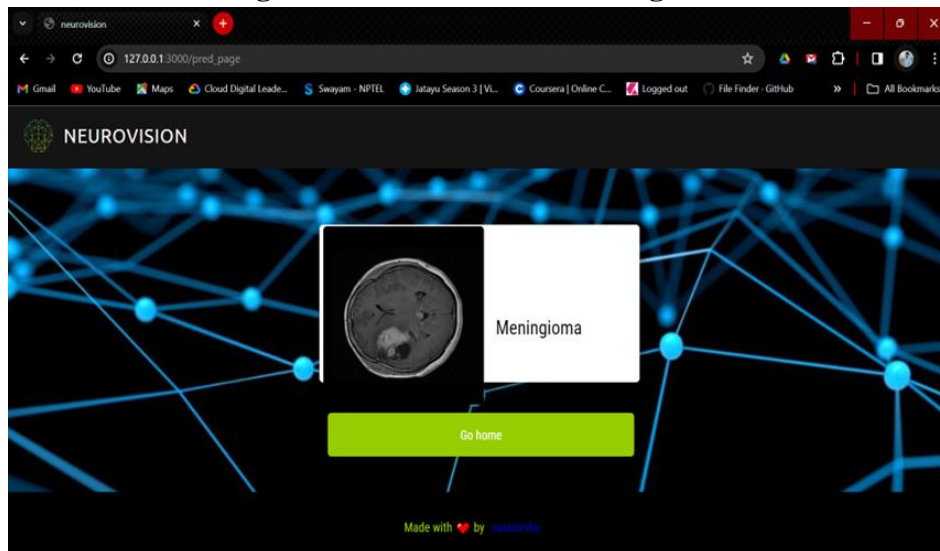 neurovision
127.0.0.1:3000/pred_page
Gmail YouTube Maps Cloud Digital Leade... Swayam - NPTEL Jatayu Season 3 | Vi... Coursera | Online C... Logged out File Finder · GitHub » All Bookmarks
NEUROVISION
Meningioma
Go home
Made with ❤ by